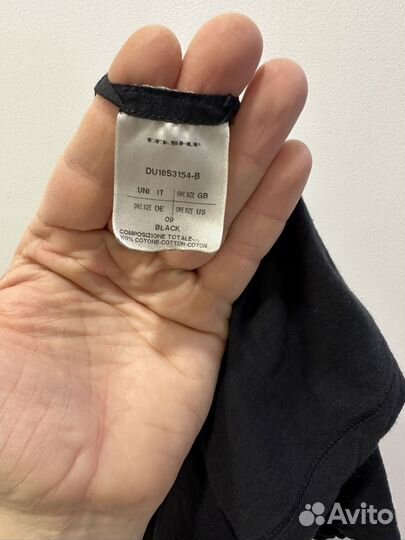 DRKSHDW
DU18S3154-B
UNI IT ONE SIZE GB
ONE SIZE DE ONE SIZE US
09
BLACK
COMPOSIZIONE TOTALE-.-.
100% COTONE-COTTON-COTON
Avito